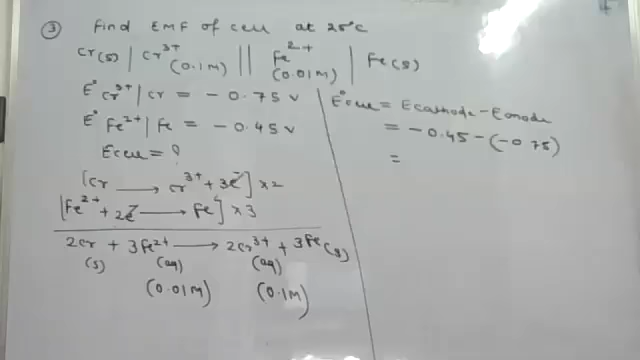 ③ Find EMF of cell at 25°C
Cr(s) | Cr³⁺ (0.1M) || Fe²⁺ (0.01M) | Fe(s)
E° Cr³⁺|Cr = -0.75 V
E° Fe²⁺|Fe = -0.45 V
Ecell = ?
[Cr ⟶ Cr³⁺ + 3e⁻] × 2
[Fe²⁺ + 2e⁻ ⟶ Fe] × 3
2Cr (s) + 3Fe²⁺ (aq) ⟶ 2Cr³⁺ (aq) + 3Fe (s)
(0.01M) (0.1M)
E°cell = Ecathode - Eanode
= -0.45 - (-0.75)
=